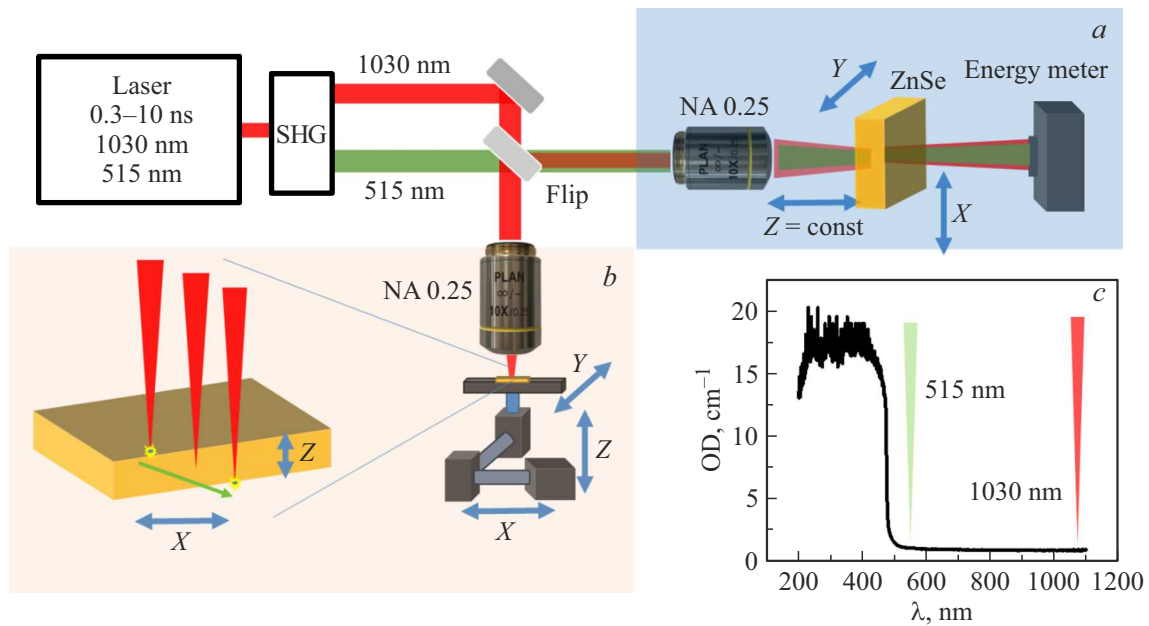 Laser
0.3–10 ns
1030 nm
515 nm
SHG
1030 nm
515 nm
Flip
a
NA 0.25
PLAN
∞/-
10X/0.25
Y
ZnSe
Energy meter
Z = const
X
b
NA 0.25
PLAN
∞/-
10X/0.25
Y
Z
X
Z
X
c
OD, cm⁻¹
20
15
10
5
0
515 nm
1030 nm
200 400 600 800 1000 1200
λ, nm